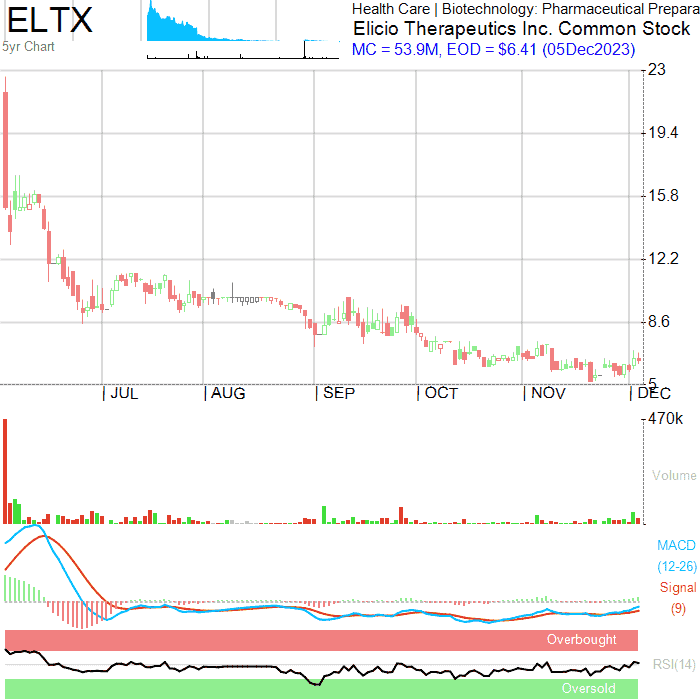 ELTX
5yr Chart
Health Care | Biotechnology: Pharmaceutical Prepara
Elicio Therapeutics Inc. Common Stock
MC = 53.9M, EOD = $6.41 (05Dec2023)
23
19.4
15.8
12.2
8.6
5
JUL AUG SEP OCT NOV DEC
470k
Volume
MACD
(12-26)
Signal
(9)
Overbought
RSI(14)
Oversold